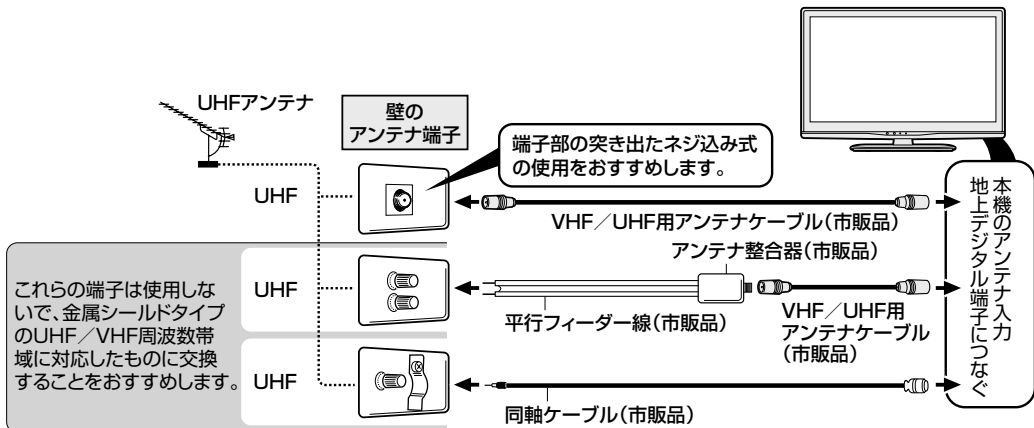 UHFアンテナ
壁の
アンテナ端子
端子部の突き出たネジ込み式
の使用をおすすめします。
UHF
VHF／UHF用アンテナケーブル（市販品）
アンテナ整合器（市販品）
これらの端子は使用しな
いで、金属シールドタイプ
のUHF／VHF周波数帯
域に対応したものに交換
することをおすすめします。
UHF
平行フィーダー線（市販品）
VHF／UHF用
アンテナケーブル
（市販品）
UHF
同軸ケーブル（市販品）
本機のアンテナ入力
地上デジタル端子につなぐ